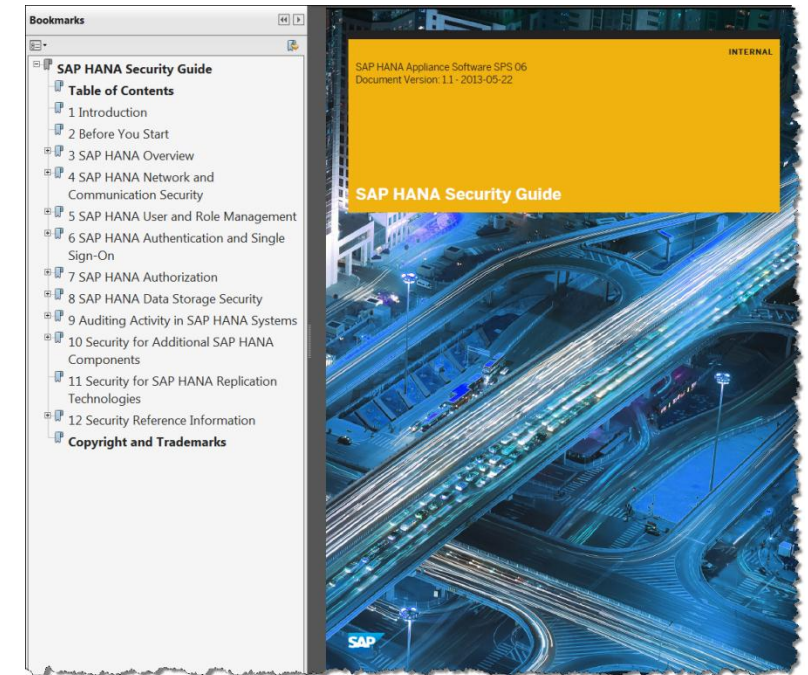 Bookmarks
SAP HANA Security Guide
Table of Contents
1 Introduction
2 Before You Start
3 SAP HANA Overview
4 SAP HANA Network and
Communication Security
5 SAP HANA User and Role Management
6 SAP HANA Authentication and Single
Sign-On
7 SAP HANA Authorization
8 SAP HANA Data Storage Security
9 Auditing Activity in SAP HANA Systems
10 Security for Additional SAP HANA
Components
11 Security for SAP HANA Replication
Technologies
12 Security Reference Information
Copyright and Trademarks
INTERNAL
SAP HANA Appliance Software SPS 06
Document Version: 1.1 - 2013-05-22
SAP HANA Security Guide
SAP